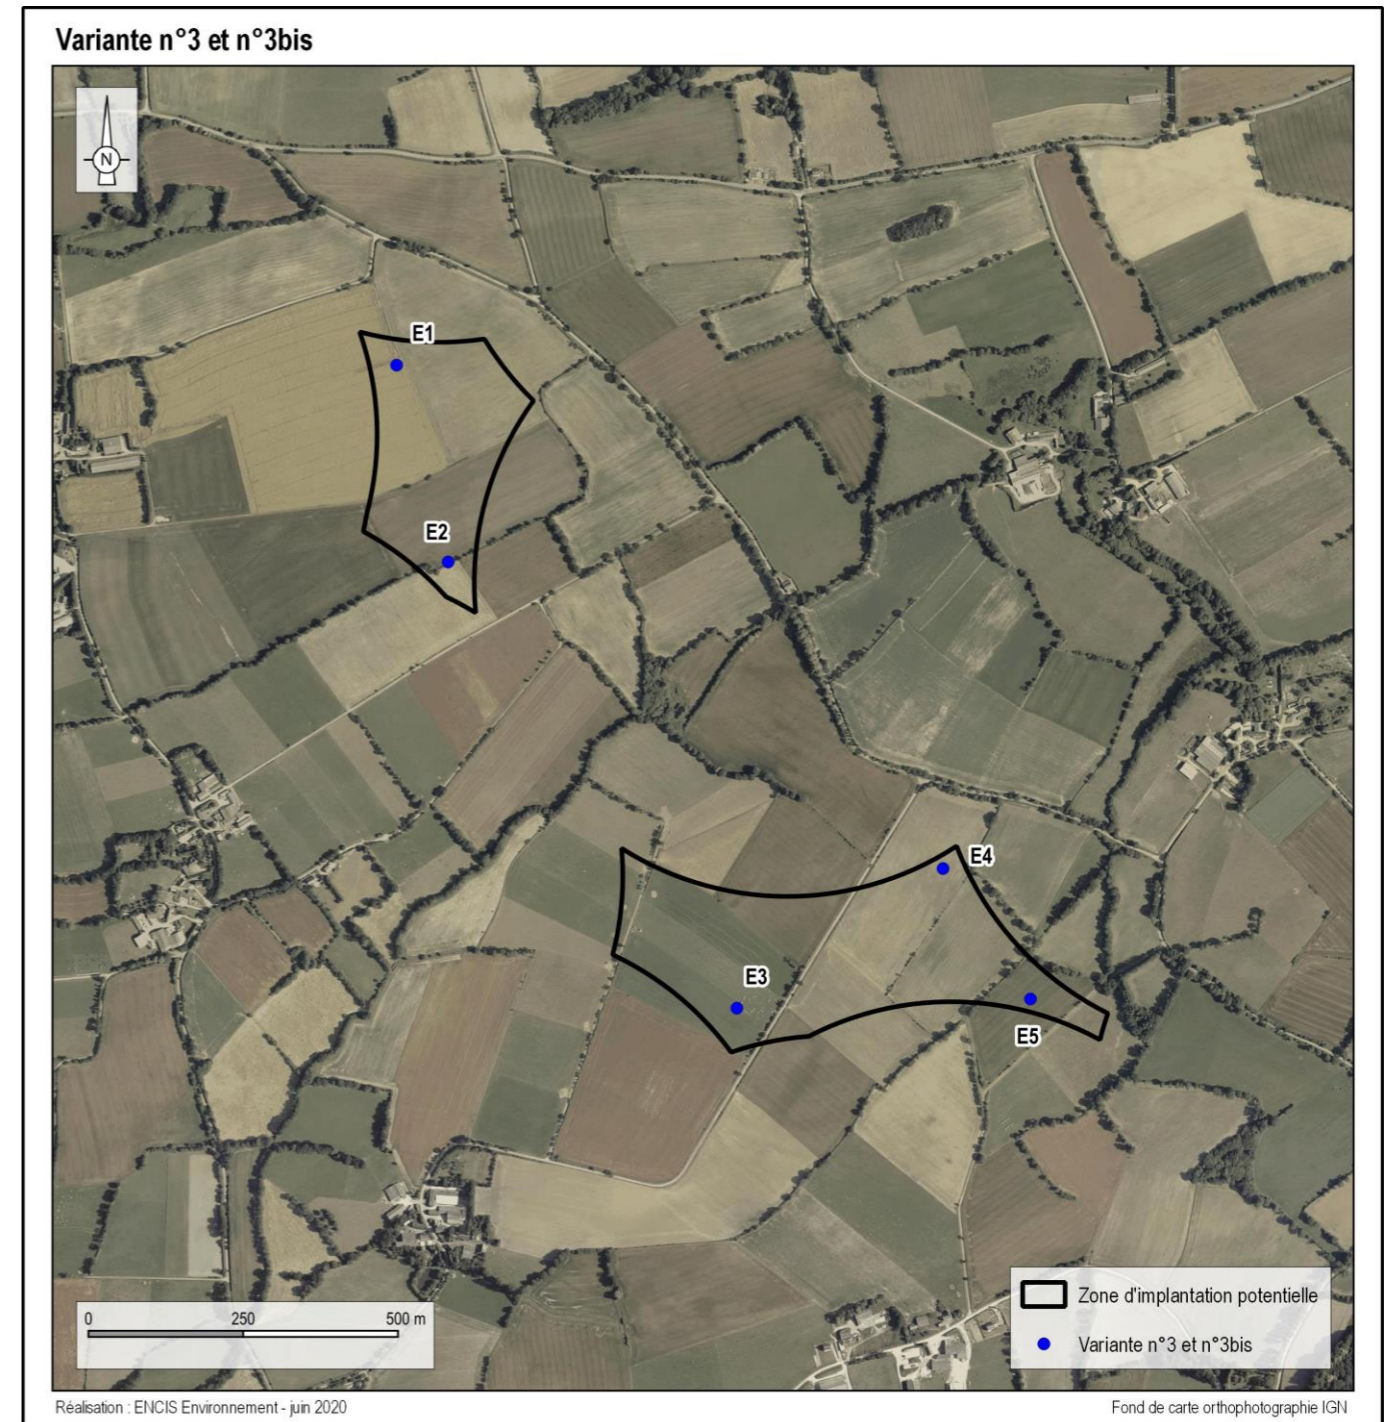 Variante n°3 et n°3bis
N
E1
E2
E4
E3
E5
Zone d'implantation potentielle
Variante n°3 et n°3bis
0 250 500 m
Réalisation : ENCIS Environnement - juin 2020
Fond de carte orthophotographie IGN